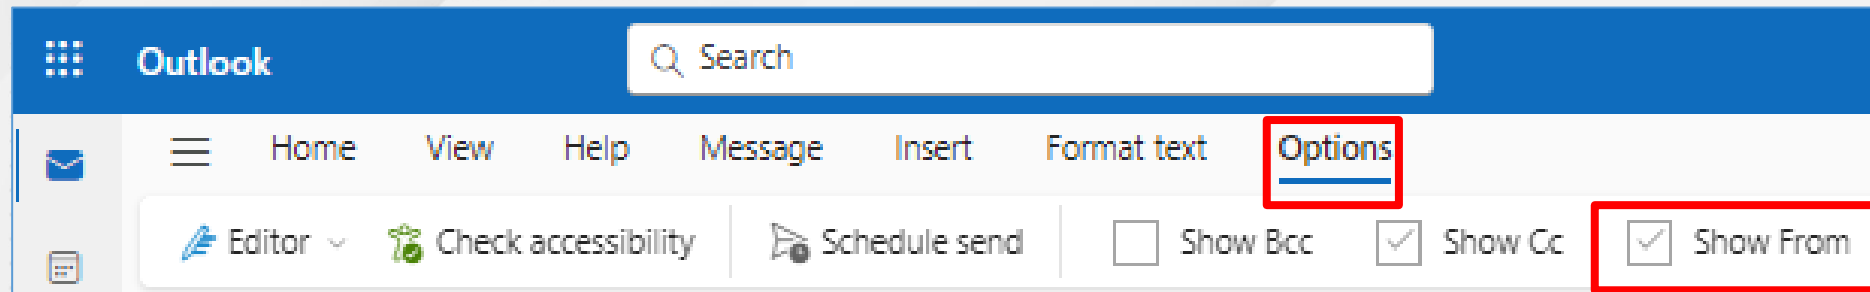 Outlook Search
Home View Help Message Insert Format text Options
Editor Check accessibility Schedule send Show Bcc Show Cc Show From